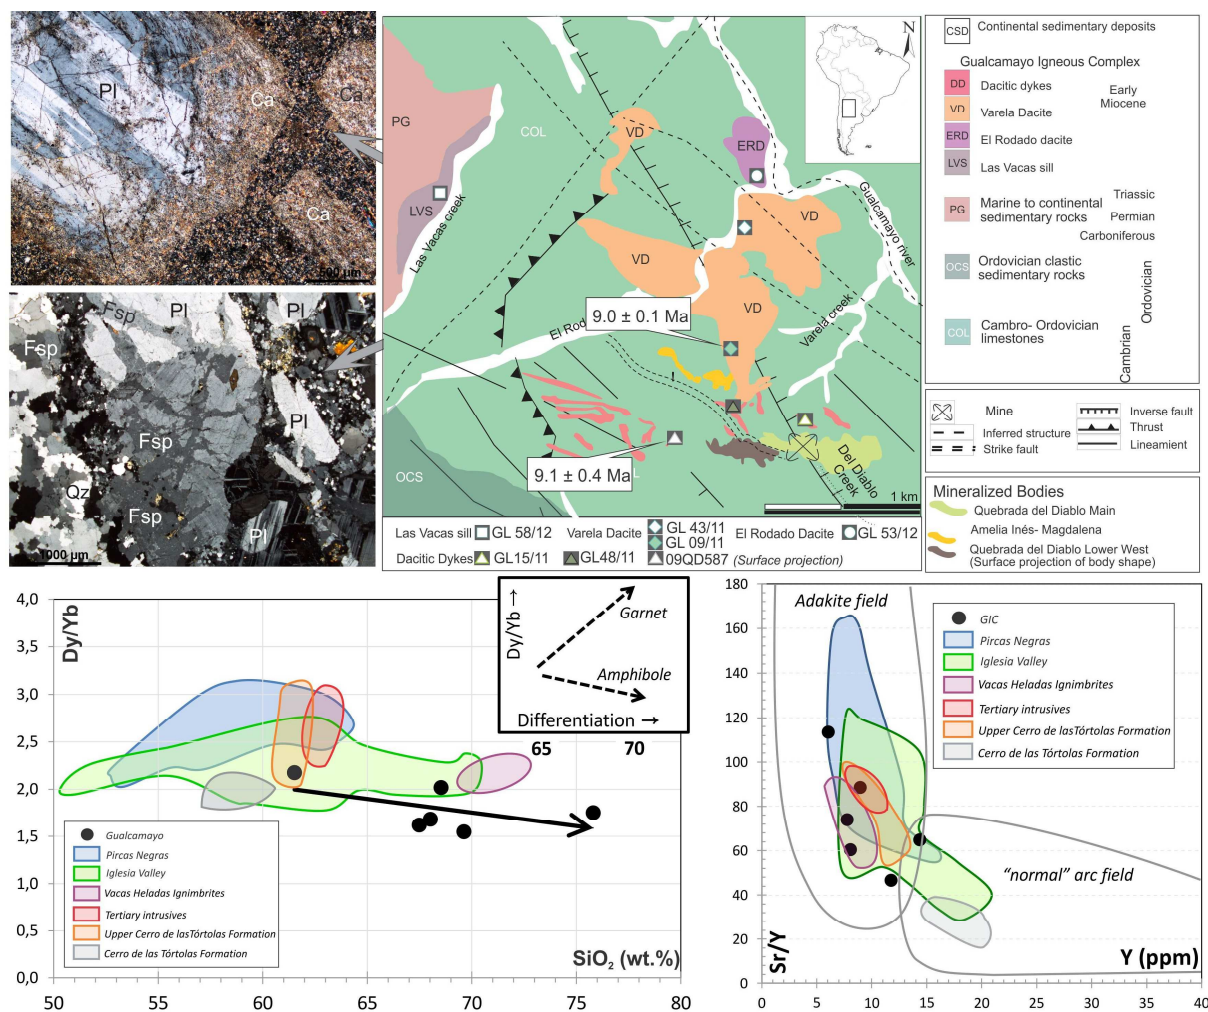 Pl
Ca
Ca
Ca
500 µm
Fsp
Pl
Pl
Fsp
Fsp
Pl
Qz
Fsp
Pl
1000 µm
PG
COL
VD
ERD
LVS
Las Vacas creek
VD
Gualcamayo river
VD
VD
9.0 ± 0.1 Ma
El Rod
Varela creek
9.1 ± 0.4 Ma
OCS
Del Diablo
Creek
1 km
N
Las Vacas sill GL 58/12 Varela Dacite GL 43/11 El Rodado Dacite GL 53/12
GL 09/11
Dacitic Dykes GL15/11 GL48/11 09QD587 (Surface projection)
CSD Continental sedimentary deposits
Gualcamayo Igneous Complex
DD Dacitic dykes
Early
Miocene
VD Varela Dacite
ERD El Rodado dacite
LVS Las Vacas sill
PG Marine to continental
sedimentary rocks
Triassic
Permian
Carboniferous
OCS Ordovician clastic
sedimentary rocks
Ordovician
COL Cambro- Ordovician
limestones
Cambrian
Mine
Inverse fault
Inferred structure
Thrust
Strike fault
Lineamient
Mineralized Bodies
Quebrada del Diablo Main
Amelia Inés- Magdalena
Quebrada del Diablo Lower West
(Surface projection of body shape)
4,0
3,5
3,0
2,5
2,0
1,5
1,0
0,5
0,0
Dy/Yb
50 55 60 65 70 75 80
SiO₂ (wt.%)
Dy/Yb →
Garnet
Amphibole
Differentiation →
65 70
Gualcamayo
Pircas Negras
Iglesia Valley
Vacas Heladas Ignimbrites
Tertiary intrusives
Upper Cerro de lasTórtolas Formation
Cerro de las Tórtolas Formation
180
160
140
120
100
80
60
40
20
0
Sr/Y
0 5 10 15 20 25 30 35 40
Y (ppm)
Adakite field
"normal" arc field
GIC
Pircas Negras
Iglesia Valley
Vacas Heladas Ignimbrites
Tertiary intrusives
Upper Cerro de lasTórtolas Formation
Cerro de las Tórtolas Formation